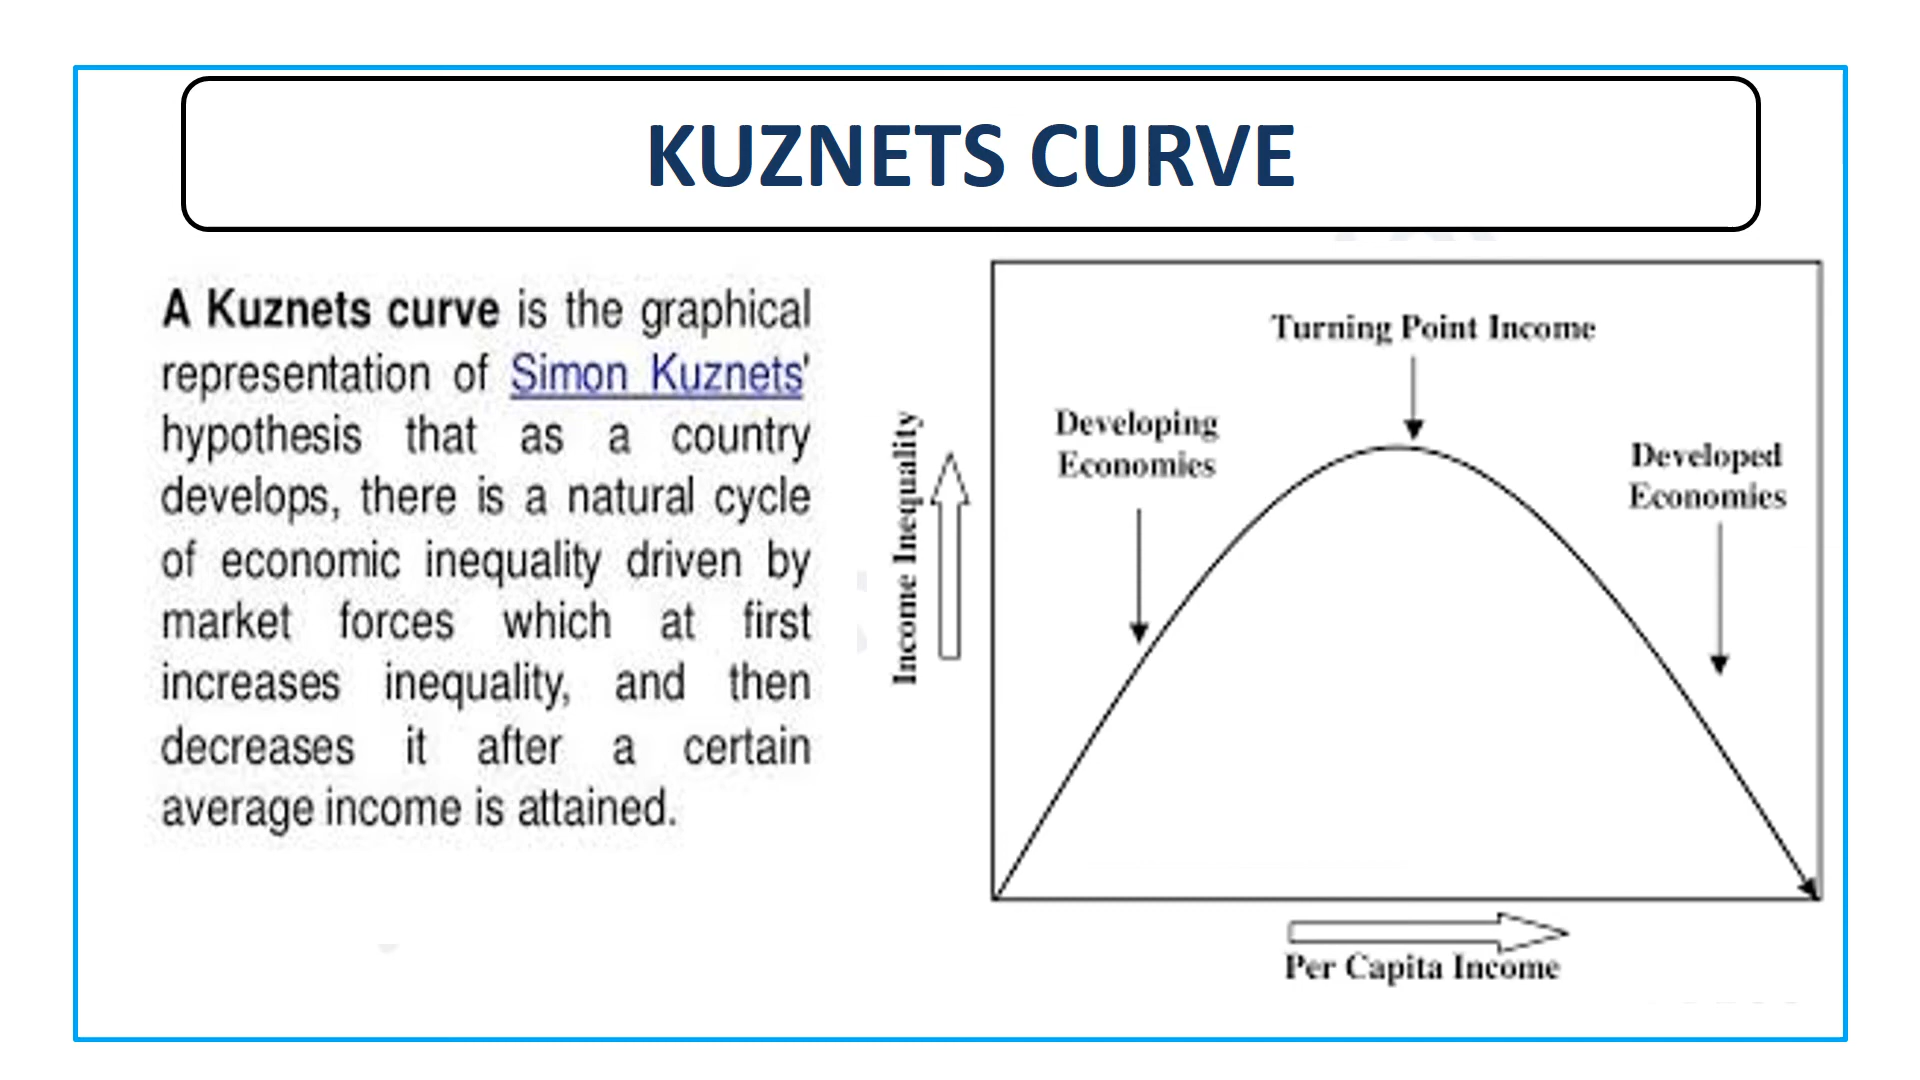 KUZNETS CURVE
A Kuznets curve is the graphical
representation of Simon Kuznets'
hypothesis that as a country
develops, there is a natural cycle
of economic inequality driven by
market forces which at first
increases inequality, and then
decreases it after a certain
average income is attained.
Turning Point Income
Developing
Economies
Developed
Economies
Income Inequality
Per Capita Income